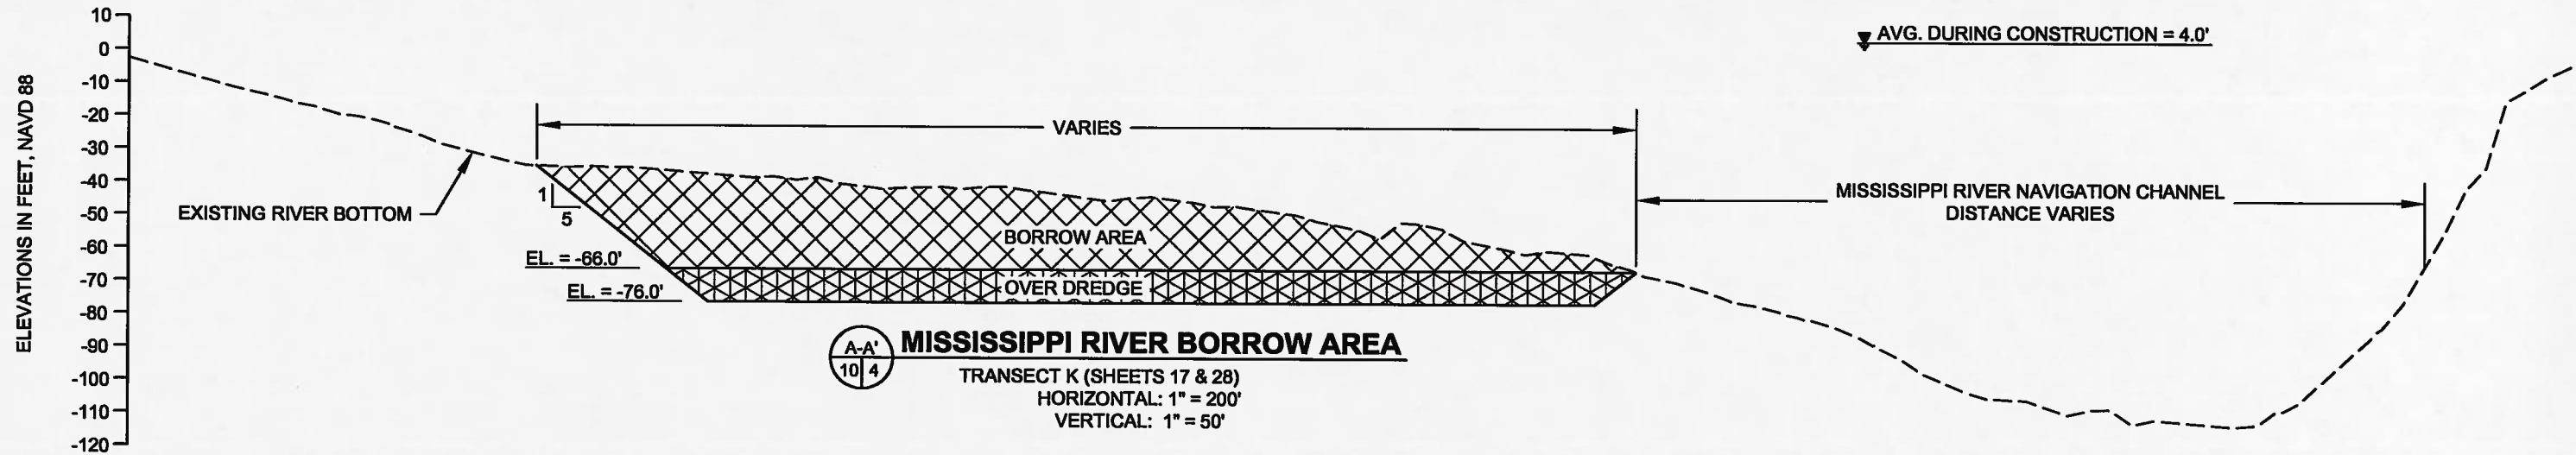 10
0
-10
-20
-30
-40
-50
-60
-70
-80
-90
-100
-110
-120
ELEVATIONS IN FEET, NAVD 88
AVG. DURING CONSTRUCTION = 4.0'
VARIES
EXISTING RIVER BOTTOM
1
5
MISSISSIPPI RIVER NAVIGATION CHANNEL
DISTANCE VARIES
BORROW AREA
EL. = -66.0'
OVER DREDGE
EL. = -76.0'
A-A'
10 4
MISSISSIPPI RIVER BORROW AREA
TRANSECT K (SHEETS 17 & 28)
HORIZONTAL: 1" = 200'
VERTICAL: 1" = 50'